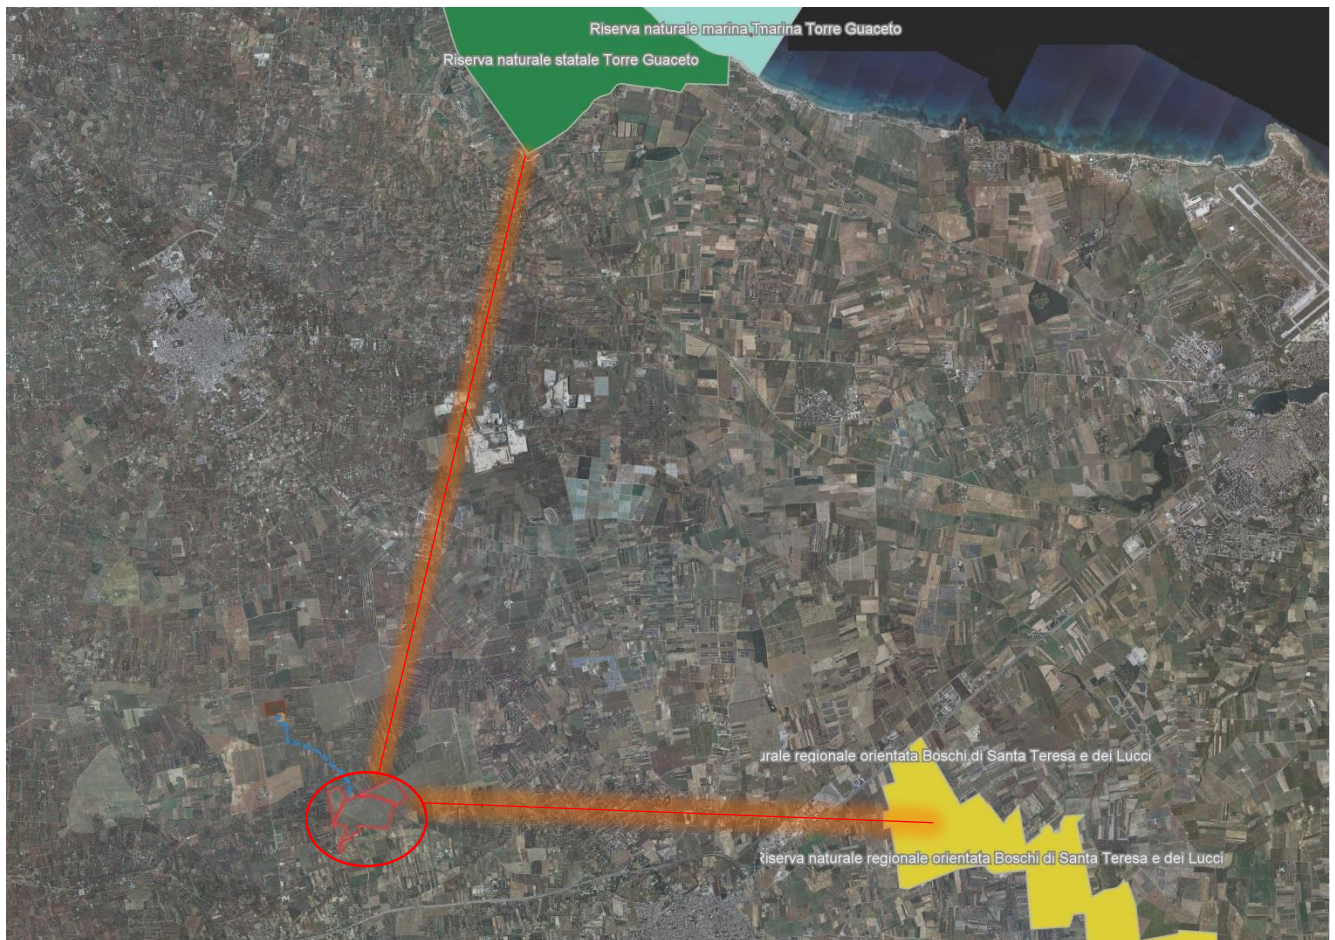 Riserva naturale marina Tmarina Torre Guaceto
Riserva naturale statale Torre Guaceto
urale regionale orientata Boschi di Santa Teresa e dei Lucci
Riserva naturale regionale orientata Boschi di Santa Teresa e dei Lucci